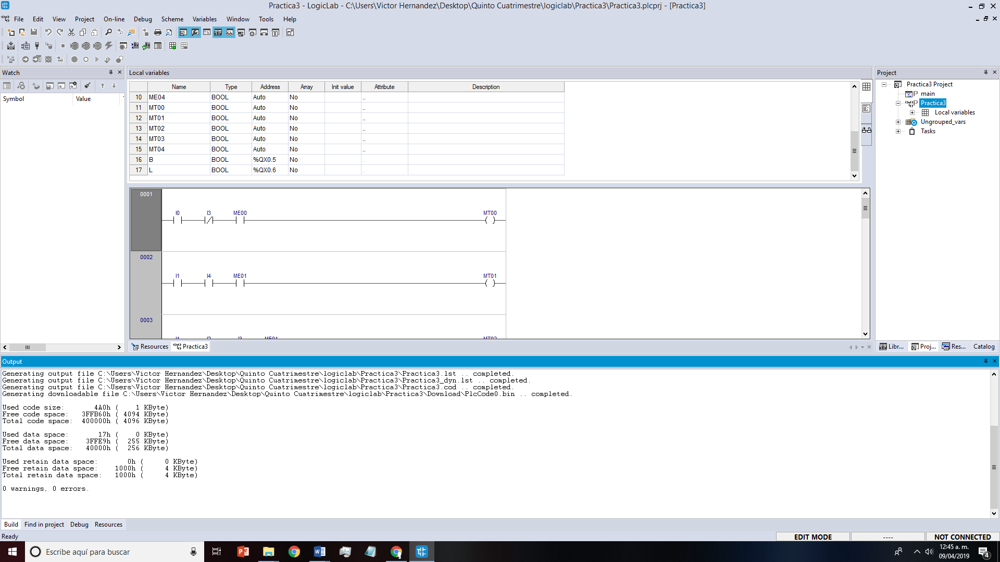 Practica3 - LogicLab - C:\Users\Victor Hernandez\Desktop\Quinto Cuatrimestre\logiclab\Practica3\Practica3.plcprj - [Practica3]
File Edit View Project On-line Debug Scheme Variables Window Tools Help
Watch
Symbol Value
Local variables
Name Type Address Array Init value Attribute Description
10 ME04 BOOL Auto No ..
11 MT00 BOOL Auto No ..
12 MT01 BOOL Auto No ..
13 MT02 BOOL Auto No ..
14 MT03 BOOL Auto No ..
15 MT04 BOOL Auto No ..
16 B BOOL %QX0.5 No ..
17 L BOOL %QX0.6 No ..
0001
I0 I3 ME00 MT00
0002
I1 I4 ME01 MT01
0003
I1 I2 I3 ME01 MT02
Resources Practica3
Project
Practica3 Project
main
Practica3
Local variables
Ungrouped_vars
Tasks
Libr... Proj... Res... Catalog
Output
Generating output file C:\Users\Victor Hernandez\Desktop\Quinto Cuatrimestre\logiclab\Practica3\Practica3.lst .. completed.
Generating output file C:\Users\Victor Hernandez\Desktop\Quinto Cuatrimestre\logiclab\Practica3\Practica3_dyn.lst .. completed.
Generating output file C:\Users\Victor Hernandez\Desktop\Quinto Cuatrimestre\logiclab\Practica3\Practica3.cod .. completed.
Generating downloadable file C:\Users\Victor Hernandez\Desktop\Quinto Cuatrimestre\logiclab\Practica3\Download\PlcCode0.bin .. completed.
Used code size: 4A0h ( 1 KByte)
Free code space: 3FFB60h ( 4094 KByte)
Total code space: 400000h ( 4096 KByte)
Used data space: 17h ( 0 KByte)
Free data space: 3FFE9h ( 255 KByte)
Total data space: 40000h ( 256 KByte)
Used retain data space: 0h ( 0 KByte)
Free retain data space: 1000h ( 4 KByte)
Total retain data space: 1000h ( 4 KByte)
0 warnings, 0 errors.
Build Find in project Debug Resources
Ready
EDIT MODE ---- NOT CONNECTED
Escribe aquí para buscar
12:45 a. m.
09/04/2019
4